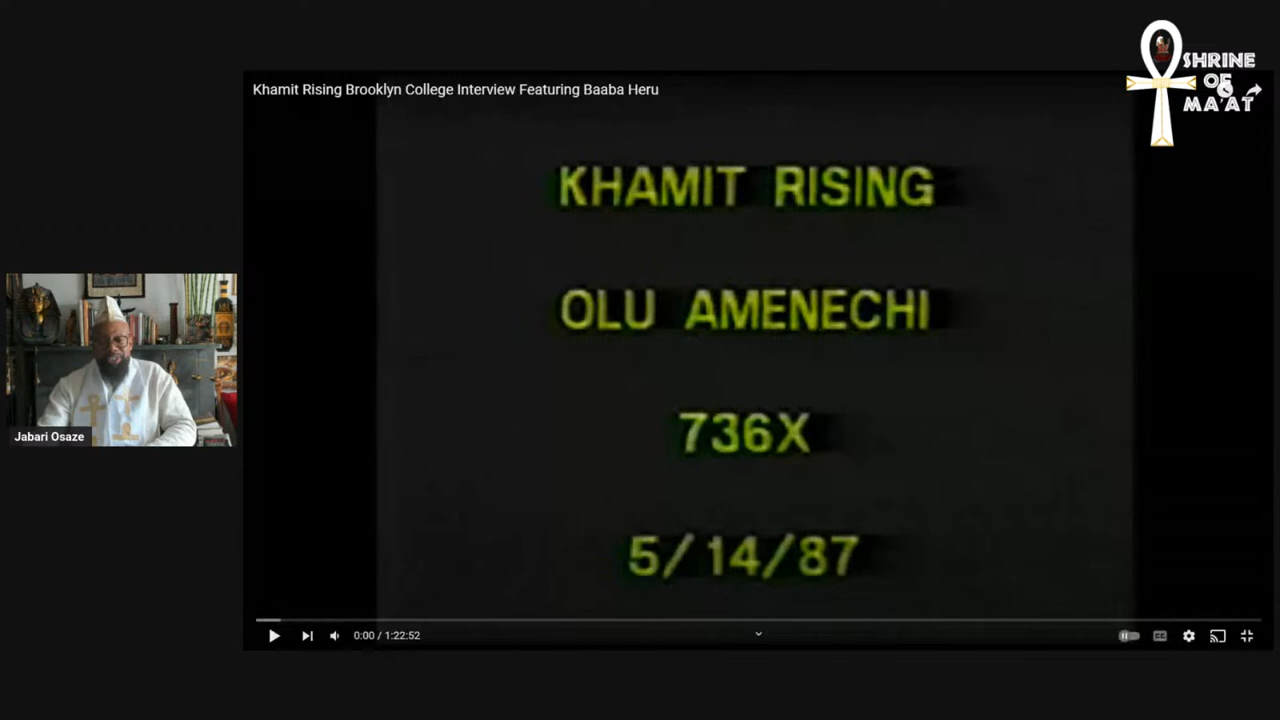 SHRINE
OF
MA'AT
Khamit Rising Brooklyn College Interview Featuring Baaba Heru
KHAMIT RISING
OLU AMENECHI
736X
5/14/87
Jabari Osaze
0:00 / 1:22:52
CC